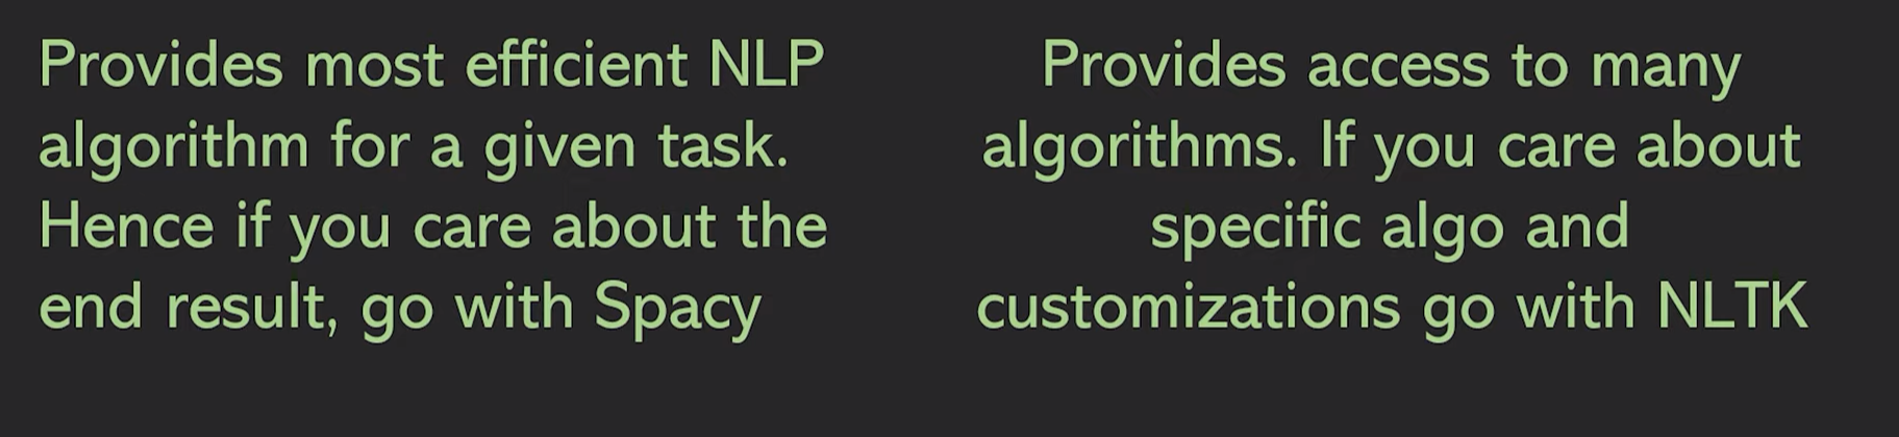 Provides most efficient NLP
algorithm for a given task.
Hence if you care about the
end result, go with Spacy
Provides access to many
algorithms. If you care about
specific algo and
customizations go with NLTK